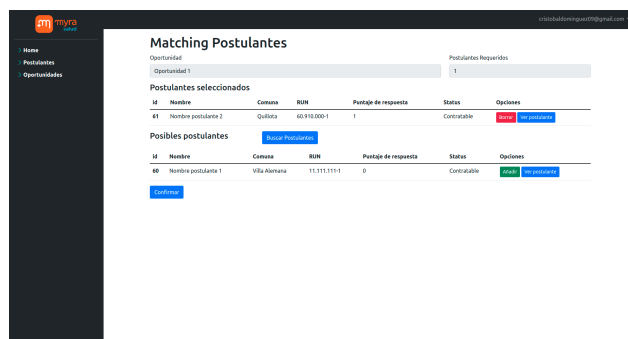 myra
salud
cristobaldominguez09@gmail.com
Home
Postulantes
Oportunidades
Matching Postulantes
Oportunidad
Postulantes Requeridos
Oportunidad 1
1
Postulantes seleccionados
Id Nombre Comuna RUN Puntaje de respuesta Status Opciones
61 Nombre postulante 2 Quillota 60.910.000-1 1 Contratable Borrar Ver postulante
Posibles postulantes Buscar Postulantes
Id Nombre Comuna RUN Puntaje de respuesta Status Opciones
60 Nombre postulante 1 Villa Alemana 11.111.111-1 0 Contratable Añadir Ver postulante
Confirmar